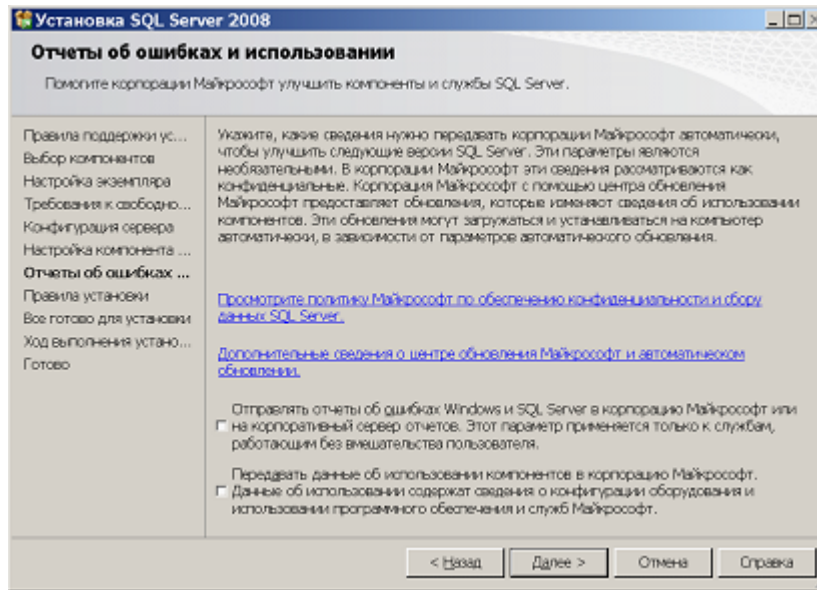 Установка SQL Server 2008
Отчеты об ошибках и использовании
Помогите корпорации Майкрософт улучшить компоненты и службы SQL Server.
Правила поддержки ус...
Выбор компонентов
Настройка экземпляра
Требования к свободно...
Конфигурация сервера
Настройка компонента ...
Отчеты об ошибках ...
Правила установки
Все готово для установки
Ход выполнения устано...
Готово
Укажите, какие сведения нужно передавать корпорации Майкрософт автоматически,
чтобы улучшить следующие версии SQL Server. Эти параметры являются
необязательными. В корпорации Майкрософт эти сведения рассматриваются как
конфиденциальные. Корпорация Майкрософт с помощью центра обновления
Майкрософт предоставляет обновления, которые изменяют сведения об использовании
компонентов. Эти обновления могут загружаться и устанавливаться на компьютер
автоматически, в зависимости от параметров автоматического обновления.
Просмотрите политику Майкрософт по обеспечению конфиденциальности и сбору
данных SQL Server.
Дополнительные сведения о центре обновления Майкрософт и автоматическом
обновлении.
Отправлять отчеты об ошибках Windows и SQL Server в корпорацию Майкрософт или
на корпоративный сервер отчетов. Этот параметр применяется только к службам,
работающим без вмешательства пользователя.
Передавать данные об использовании компонентов в корпорацию Майкрософт.
Данные об использовании содержат сведения о конфигурации оборудования и
использовании программного обеспечения и служб Майкрософт.
< Назад
Далее >
Отмена
Справка